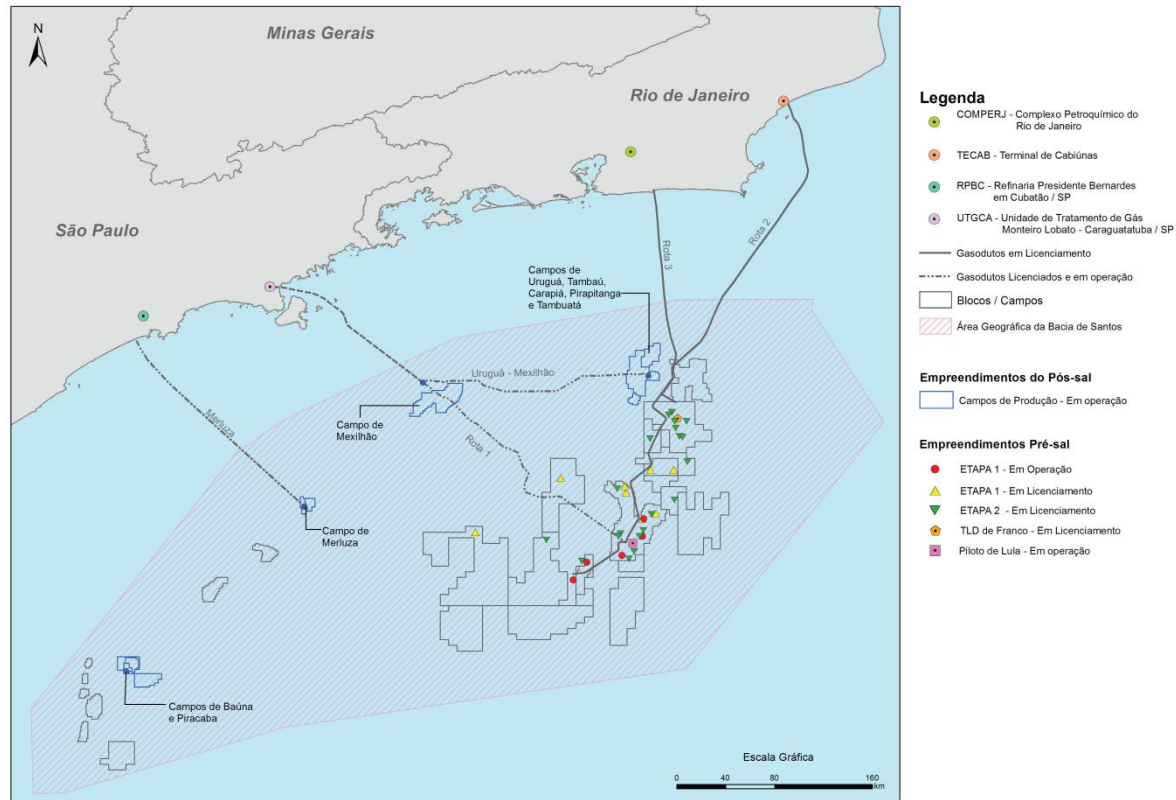 N
Minas Gerais
Rio de Janeiro
São Paulo
Rota 3
Rota 2
Campos de
Uruguá, Tambaú,
Carapiá, Pirapitanga
e Tambuatá
Uruguá - Mexilhão
Merluza
Campo de
Mexilhão
Rota 1
Campo de
Merluza
Campos de Baúna
e Piracaba
Escala Gráfica
0 40 80 160
km
Legenda
COMPERJ - Complexo Petroquímico do
Rio de Janeiro
TECAB - Terminal de Cabiúnas
RPBC - Refinaria Presidente Bernardes
em Cubatão / SP
UTGCA - Unidade de Tratamento de Gás
Monteiro Lobato - Caraguatatuba / SP
Gasodutos em Licenciamento
Gasodutos Licenciados e em operação
Blocos / Campos
Área Geográfica da Bacia de Santos
Empreendimentos do Pós-sal
Campos de Produção - Em operação
Empreendimentos Pré-sal
ETAPA 1 - Em Operação
ETAPA 1 - Em Licenciamento
ETAPA 2 - Em Licenciamento
TLD de Franco - Em Licenciamento
Piloto de Lula - Em operação